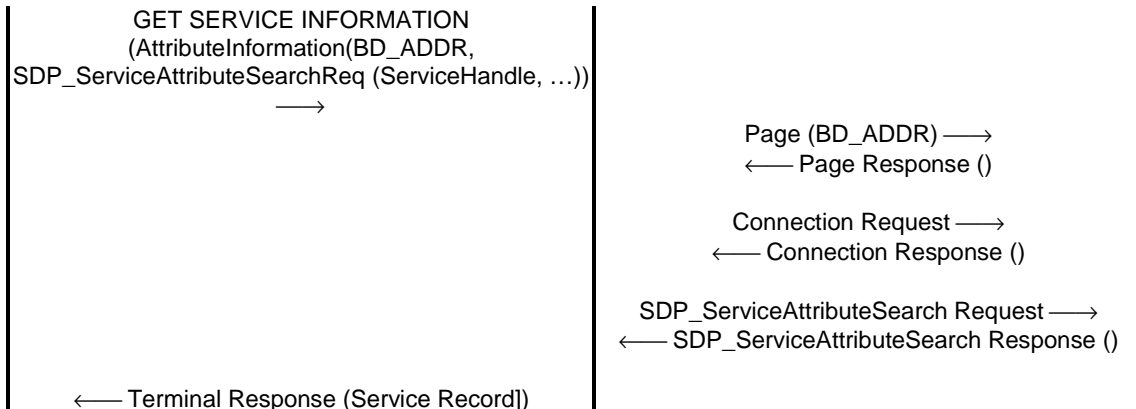 GET SERVICE INFORMATION
(AttributeInformation(BD_ADDR,
SDP_ServiceAttributeSearchReq (ServiceHandle, …))
⟶
Page (BD_ADDR) ⟶
⟵ Page Response ()
Connection Request ⟶
⟵ Connection Response ()
SDP_ServiceAttributeSearch Request ⟶
⟵ SDP_ServiceAttributeSearch Response ()
⟵ Terminal Response (Service Record])